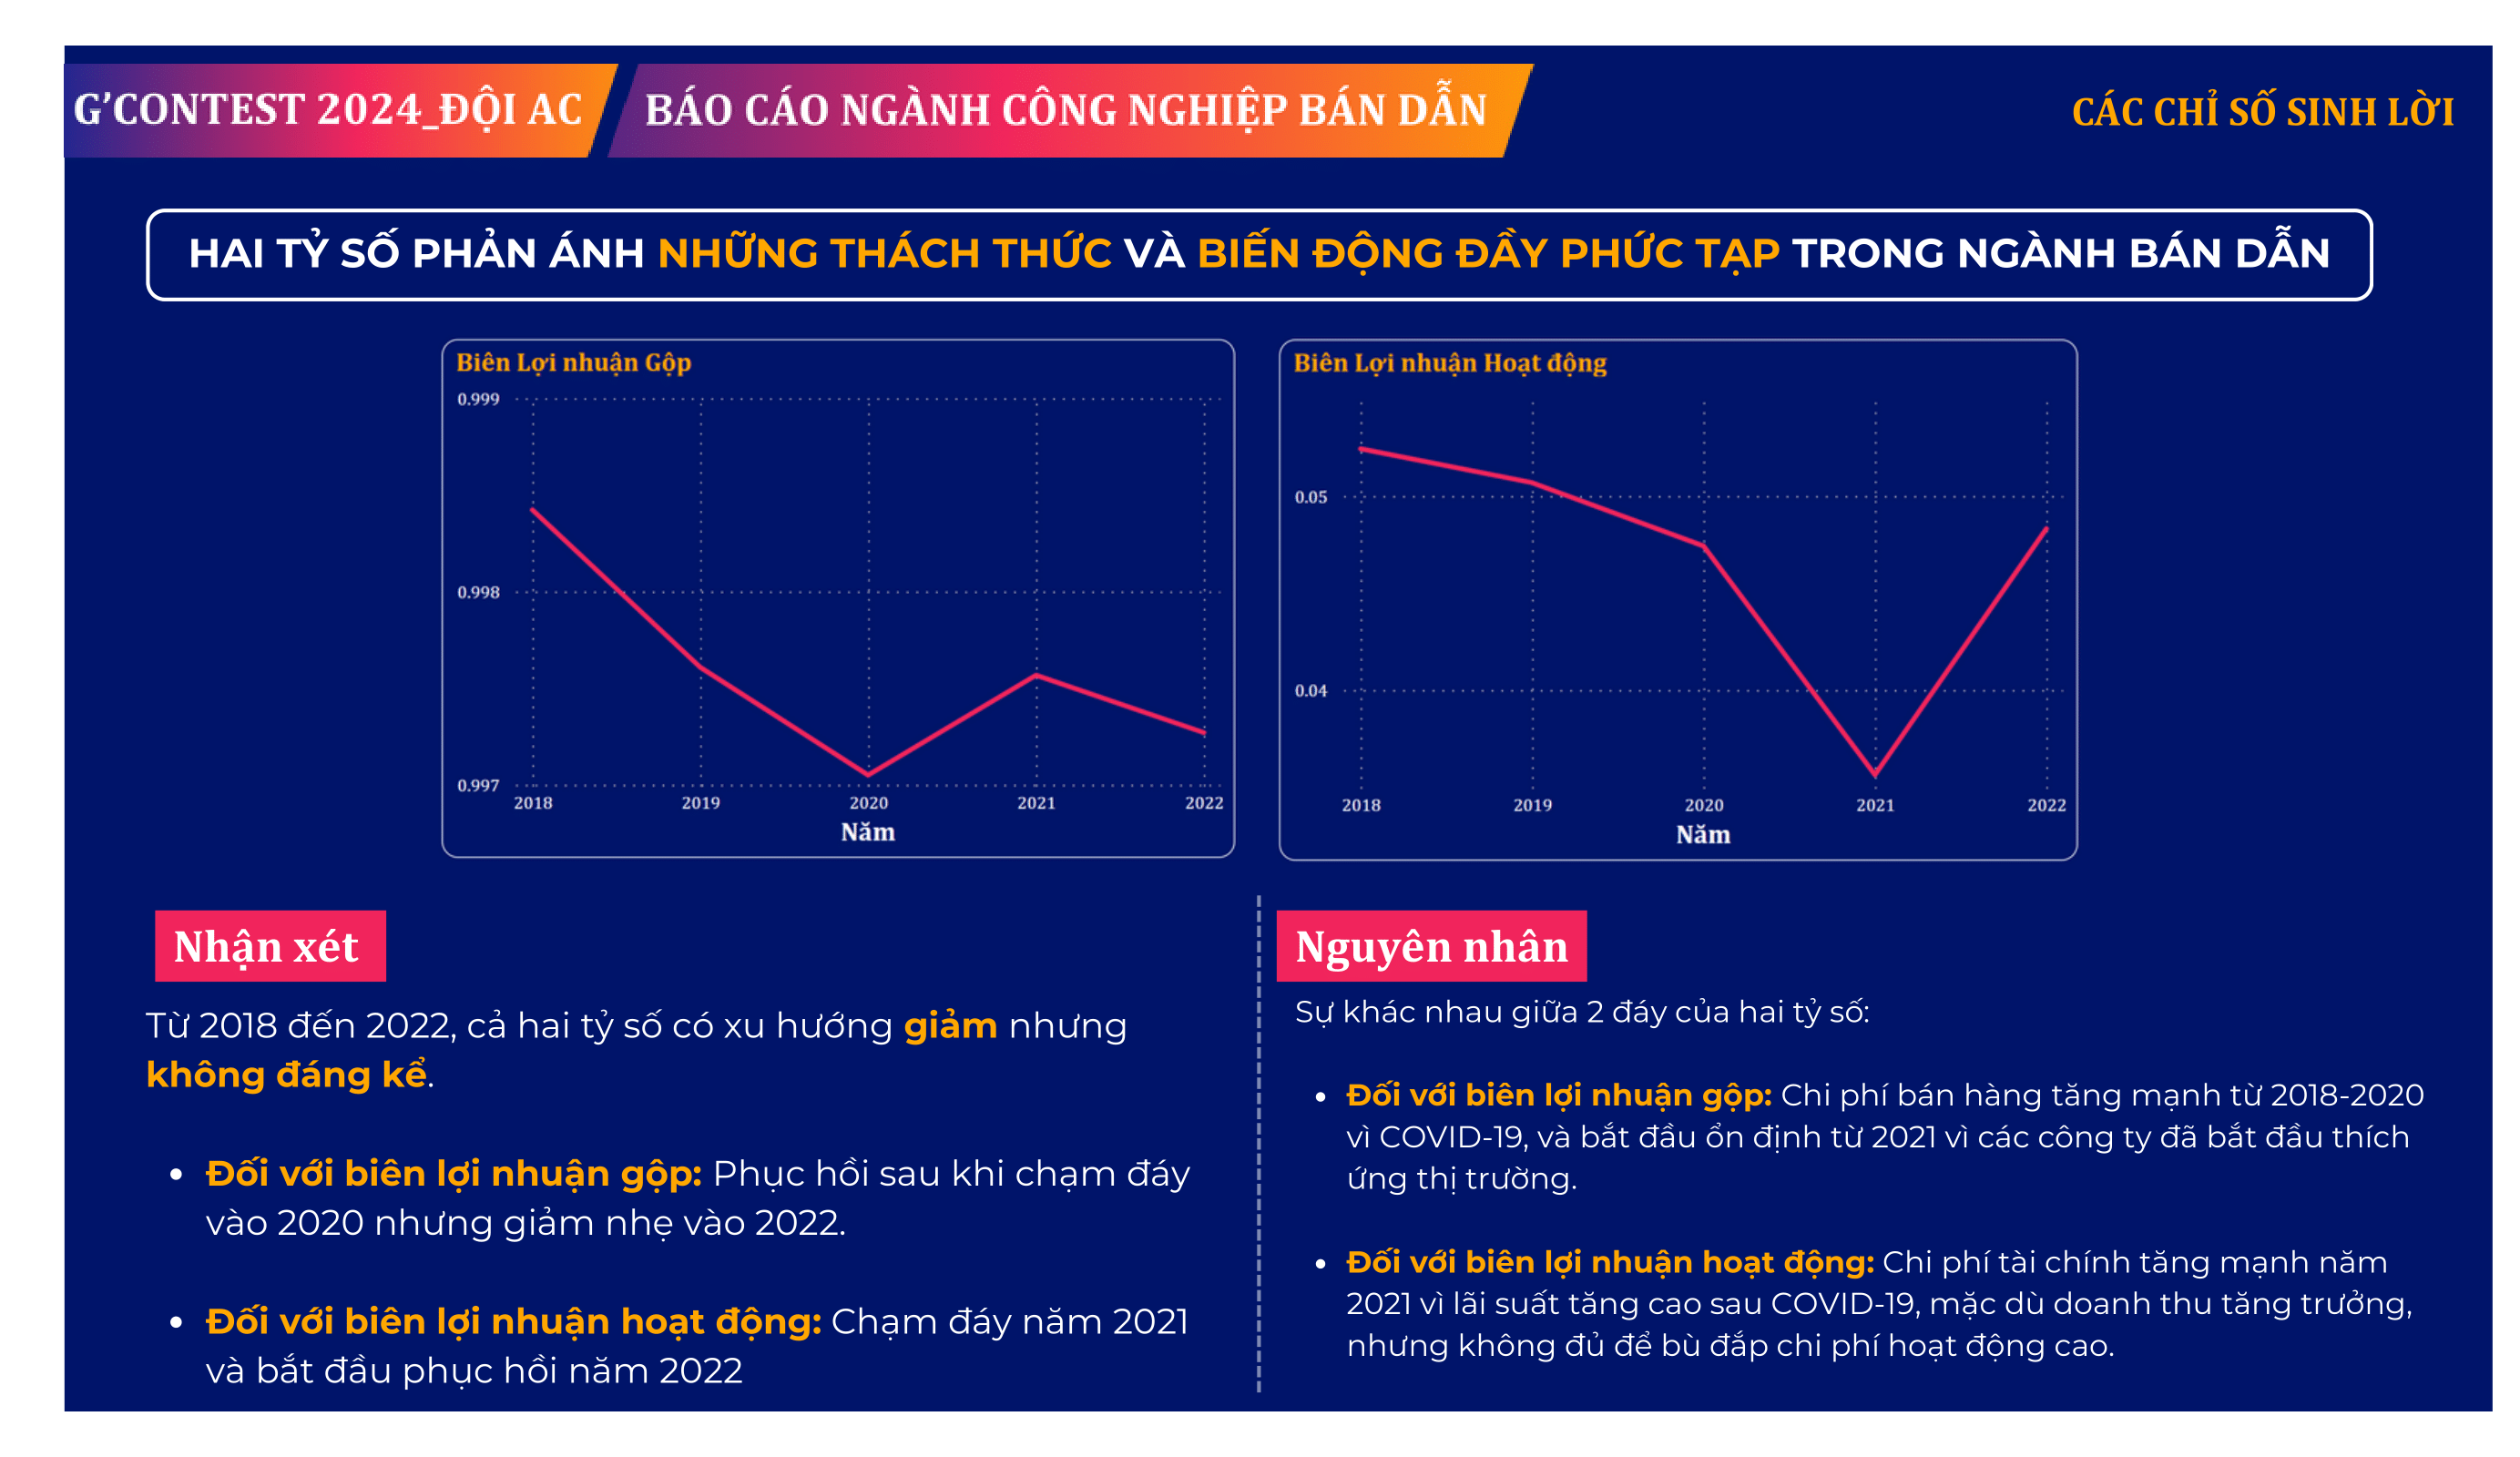 G'CONTEST 2024_ĐỘI AC
BÁO CÁO NGÀNH CÔNG NGHIỆP BÁN DẪN
CÁC CHỈ SỐ SINH LỜI
HAI TỶ SỐ PHẢN ÁNH NHỮNG THÁCH THỨC VÀ BIẾN ĐỘNG ĐẦY PHỨC TẠP TRONG NGÀNH BÁN DẪN
Biên Lợi nhuận Gộp
0.999
0.998
0.997
2018 2019 2020 2021 2022
Năm
Biên Lợi nhuận Hoạt động
0.05
0.04
2018 2019 2020 2021 2022
Năm
Nhận xét
Từ 2018 đến 2022, cả hai tỷ số có xu hướng giảm nhưng
không đáng kể.
• Đối với biên lợi nhuận gộp: Phục hồi sau khi chạm đáy
vào 2020 nhưng giảm nhẹ vào 2022.
• Đối với biên lợi nhuận hoạt động: Chạm đáy năm 2021
và bắt đầu phục hồi năm 2022
Nguyên nhân
Sự khác nhau giữa 2 đáy của hai tỷ số:
• Đối với biên lợi nhuận gộp: Chi phí bán hàng tăng mạnh từ 2018-2020
vì COVID-19, và bắt đầu ổn định từ 2021 vì các công ty đã bắt đầu thích
ứng thị trường.
• Đối với biên lợi nhuận hoạt động: Chi phí tài chính tăng mạnh năm
2021 vì lãi suất tăng cao sau COVID-19, mặc dù doanh thu tăng trưởng,
nhưng không đủ để bù đắp chi phí hoạt động cao.